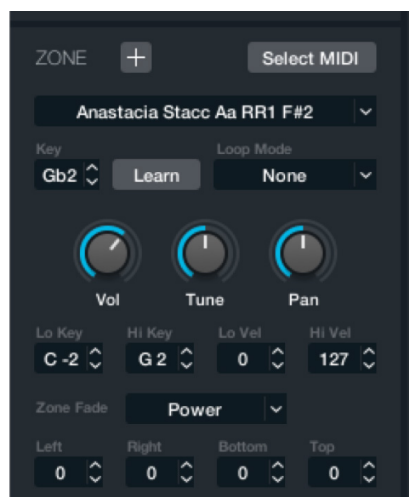 ZONE + Select MIDI
Anastacia Stacc Aa RR1 F#2
Key Loop Mode
Gb2 Learn None
Vol Tune Pan
Lo Key Hi Key Lo Vel Hi Vel
C -2 G 2 0 127
Zone Fade Power
Left Right Bottom Top
0 0 0 0